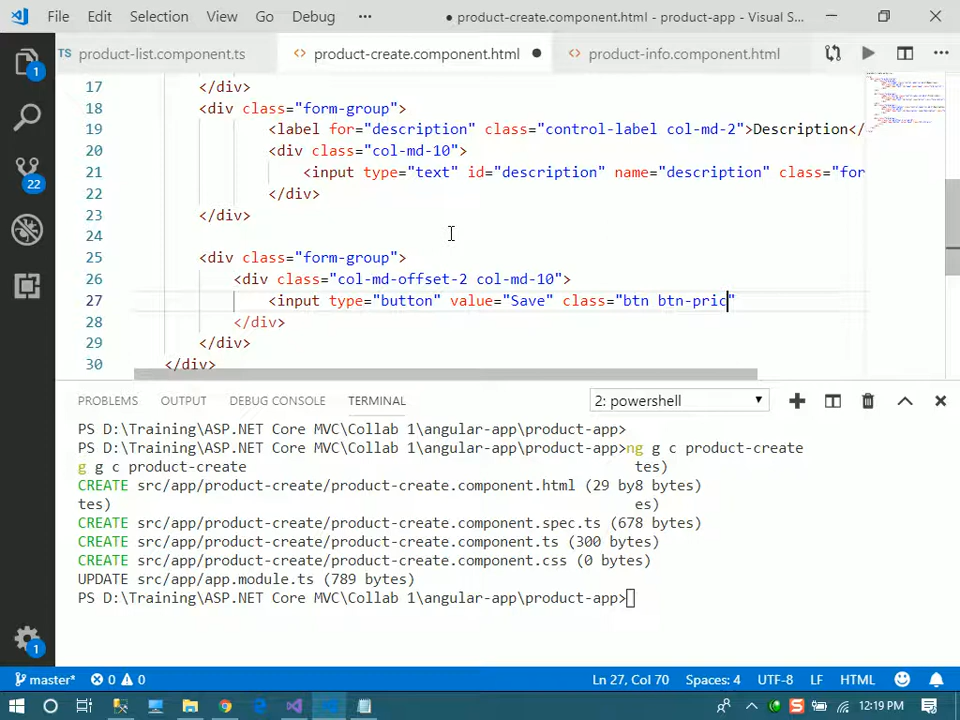 File Edit Selection View Go Debug ··· ● product-create.component.html - product-app - Visual S...
TS product-list.component.ts <> product-create.component.html ● <> product-info.component.html ···
1
22
1
17 </div>
18 <div class="form-group">
19 <label for="description" class="control-label col-md-2">Description</
20 <div class="col-md-10">
21 <input type="text" id="description" name="description" class="for
22 </div>
23 </div>
24
25 <div class="form-group">
26 <div class="col-md-offset-2 col-md-10">
27 <input type="button" value="Save" class="btn btn-pric"
28 </div>
29 </div>
30 </div>
PROBLEMS OUTPUT DEBUG CONSOLE TERMINAL 2: powershell
PS D:\Training\ASP.NET Core MVC\Collab 1\angular-app\product-app>
PS D:\Training\ASP.NET Core MVC\Collab 1\angular-app\product-app>ng g c product-create
g g c product-create tes)
CREATE src/app/product-create/product-create.component.html (29 by8 bytes)
tes) es)
CREATE src/app/product-create/product-create.component.spec.ts (678 bytes)
CREATE src/app/product-create/product-create.component.ts (300 bytes)
CREATE src/app/product-create/product-create.component.css (0 bytes)
UPDATE src/app/app.module.ts (789 bytes)
PS D:\Training\ASP.NET Core MVC\Collab 1\angular-app\product-app>
master* 0 0 Ln 27, Col 70 Spaces: 4 UTF-8 LF HTML
12:19 PM